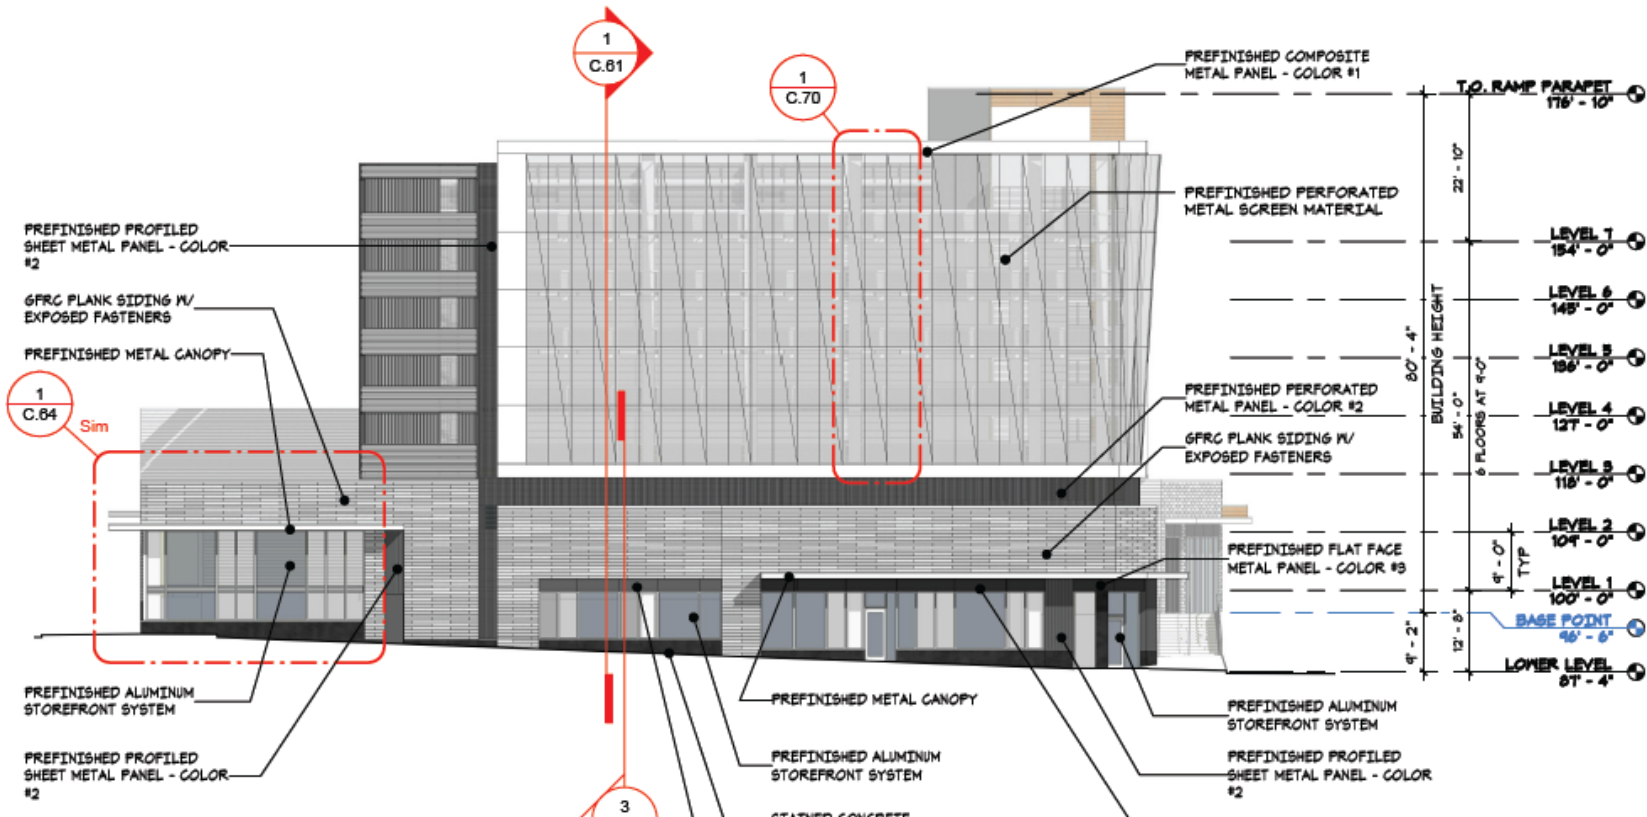 1
C.61
1
C.70
PREFINISHED COMPOSITE
METAL PANEL - COLOR #1
T.O. RAMP PARAPET
176' - 10"
22' - 10"
PREFINISHED PERFORATED
METAL SCREEN MATERIAL
PREFINISHED PROFILED
SHEET METAL PANEL - COLOR
#2
LEVEL 7
154' - 0"
GFRC PLANK SIDING W/
EXPOSED FASTENERS
LEVEL 6
145' - 0"
PREFINISHED METAL CANOPY
80' - 4"
BUILDING HEIGHT
54' - 0"
6 FLOORS AT 9'-0"
LEVEL 5
136' - 0"
1
C.64
Sim
PREFINISHED PERFORATED
METAL PANEL - COLOR #2
LEVEL 4
127' - 0"
GFRC PLANK SIDING W/
EXPOSED FASTENERS
LEVEL 3
118' - 0"
LEVEL 2
109' - 0"
PREFINISHED FLAT FACE
METAL PANEL - COLOR #3
9' - 0"
TYP
LEVEL 1
100' - 0"
BASE POINT
96' - 6"
9' - 2"
12' - 8"
LOWER LEVEL
87' - 4"
PREFINISHED ALUMINUM
STOREFRONT SYSTEM
PREFINISHED METAL CANOPY
PREFINISHED ALUMINUM
STOREFRONT SYSTEM
PREFINISHED PROFILED
SHEET METAL PANEL - COLOR
#2
PREFINISHED ALUMINUM
STOREFRONT SYSTEM
PREFINISHED PROFILED
SHEET METAL PANEL - COLOR
#2
3
STAINED CONCRETE